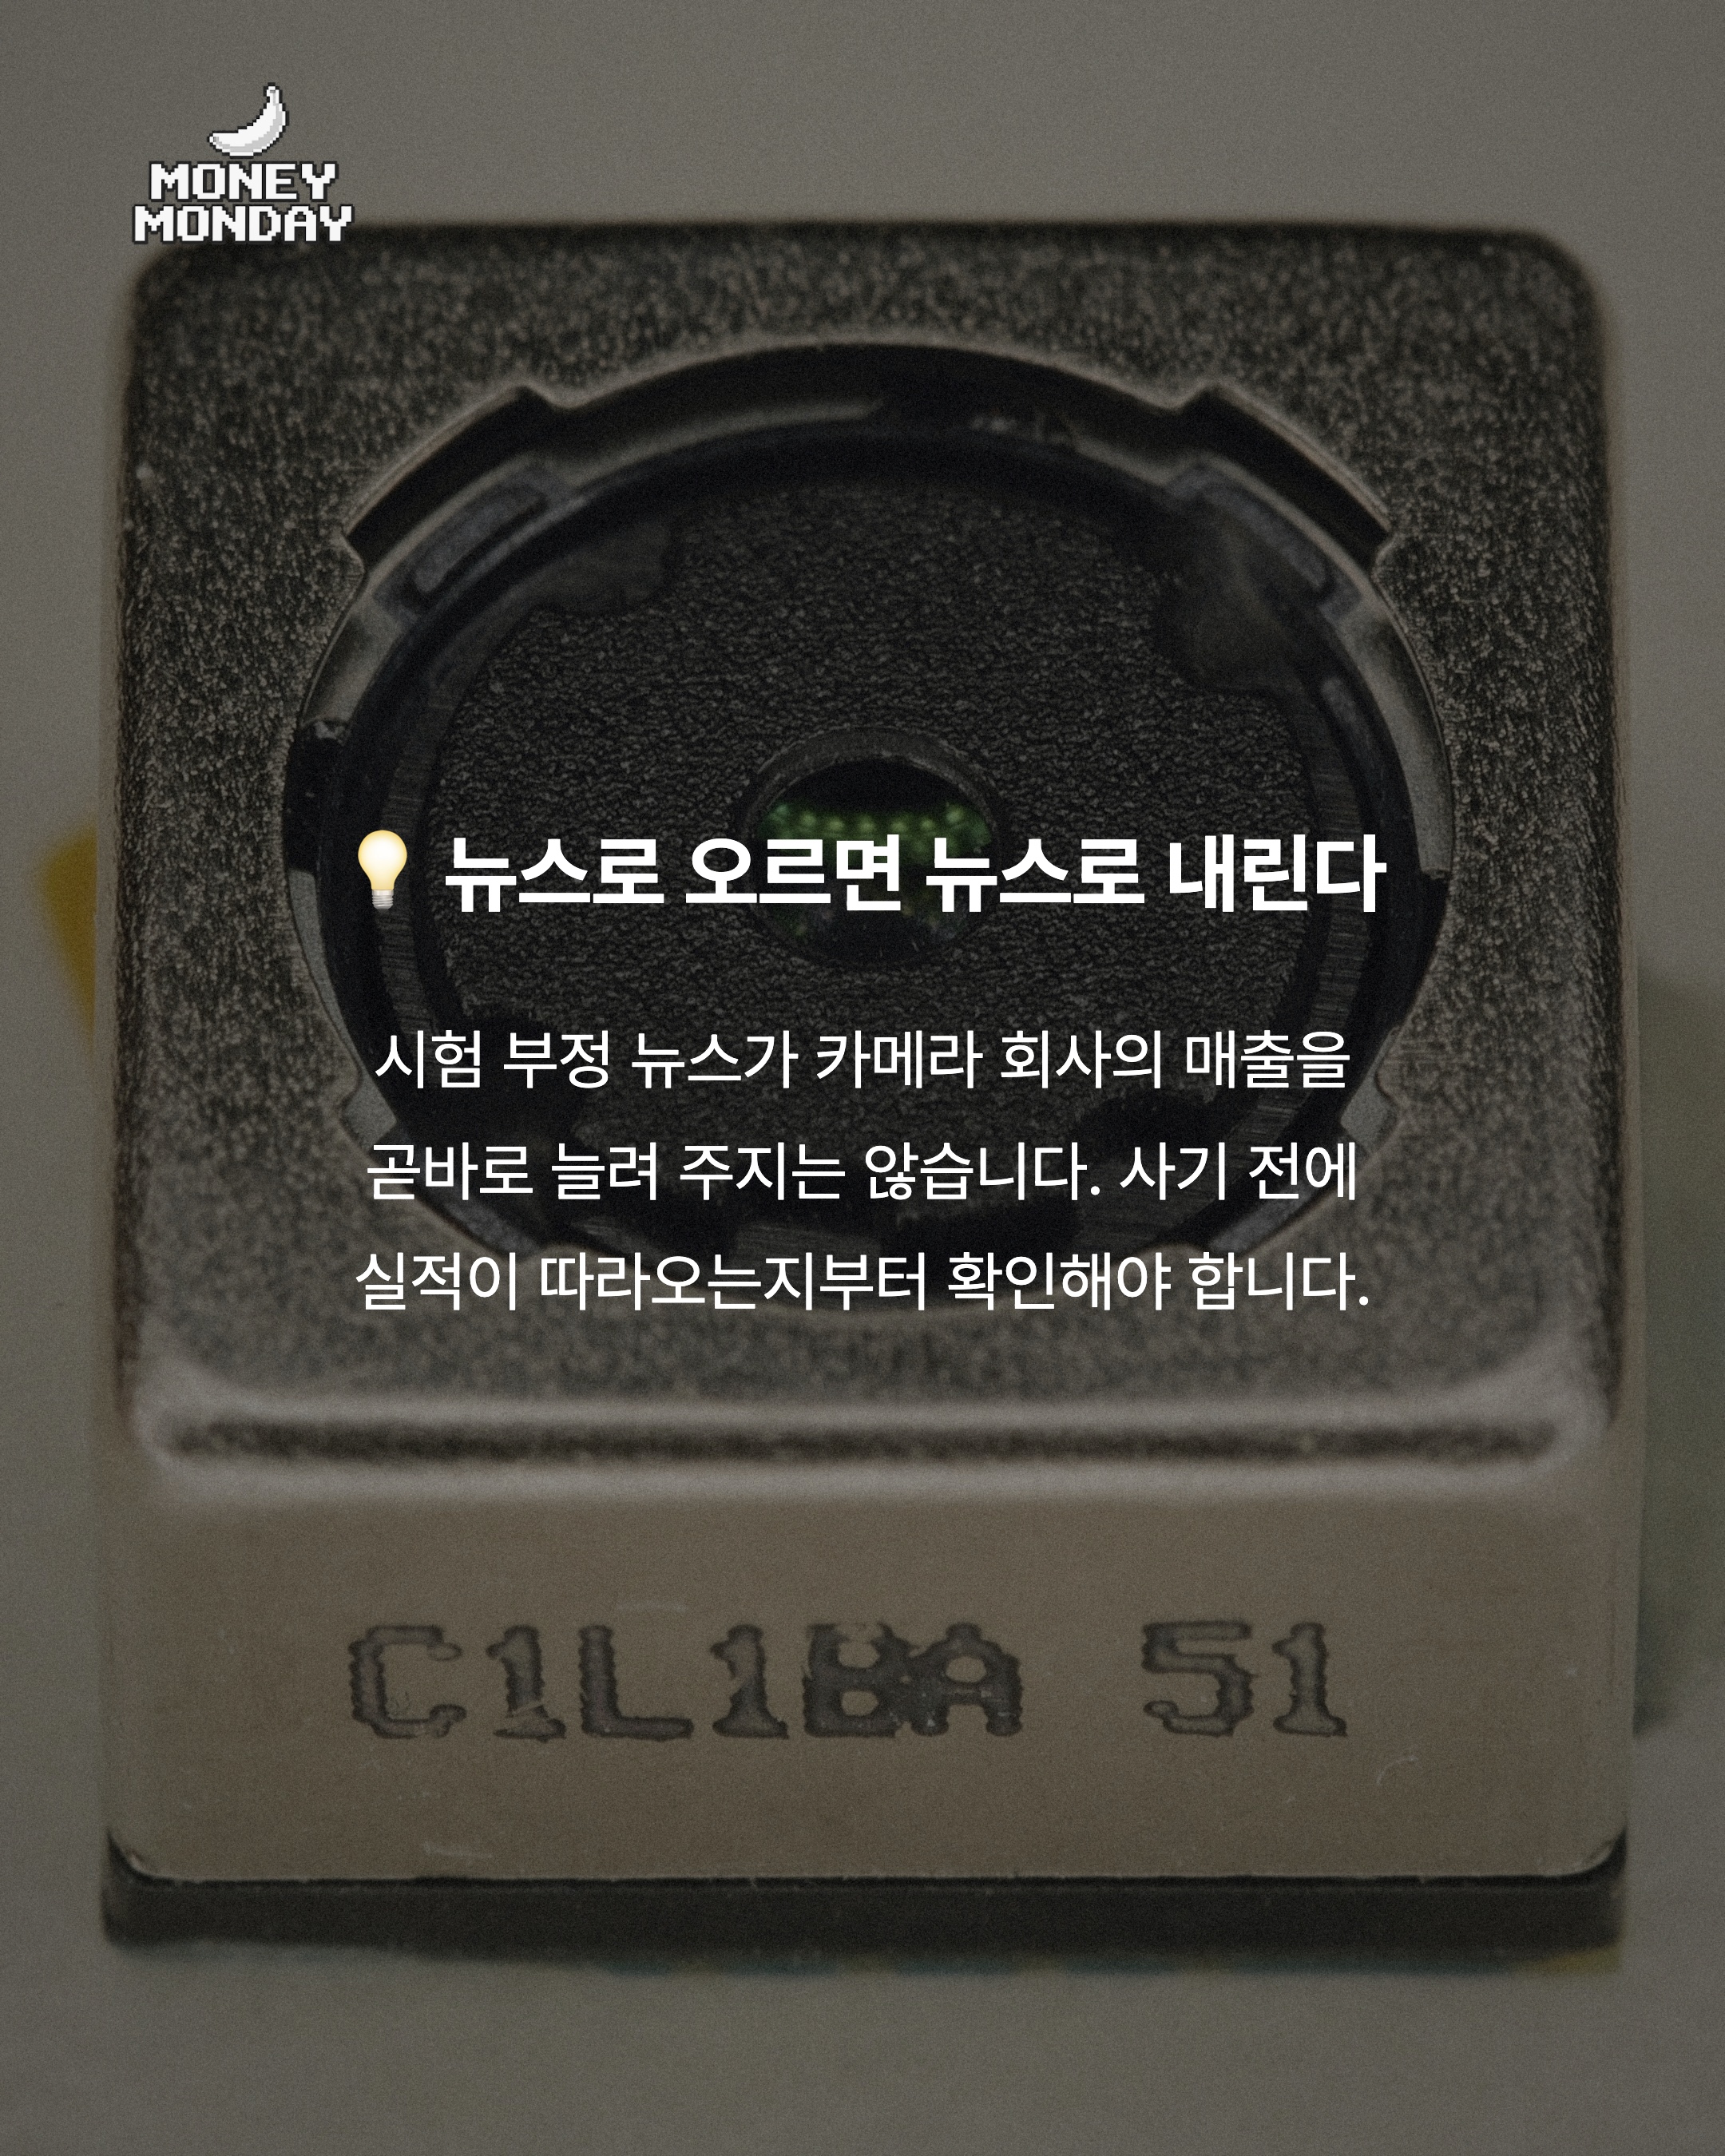 MONEY
MONDAY
💡 뉴스로 오르면 뉴스로 내린다
시험 부정 뉴스가 카메라 회사의 매출을
곧바로 늘려 주지는 않습니다. 사기 전에
실적이 따라오는지부터 확인해야 합니다.
C1L1BA 51